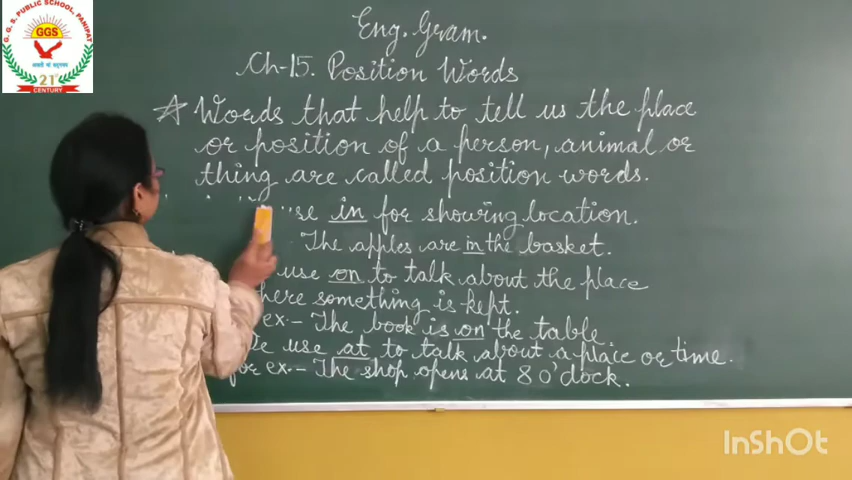 G.G.S. PUBLIC SCHOOL, PANIPAT
GGS
21st
CENTURY
Eng. Gram.
Ch-15. Position Words
Words that help to tell us the place
or position of a person, animal or
thing are called position words.
in for showing location.
The apples are in the basket.
use on to talk about the place
here something is kept.
ex.- The book is on the table.
use at to talk about a place or time.
for ex.- The shop opens at 8 o'clock.
InShOt